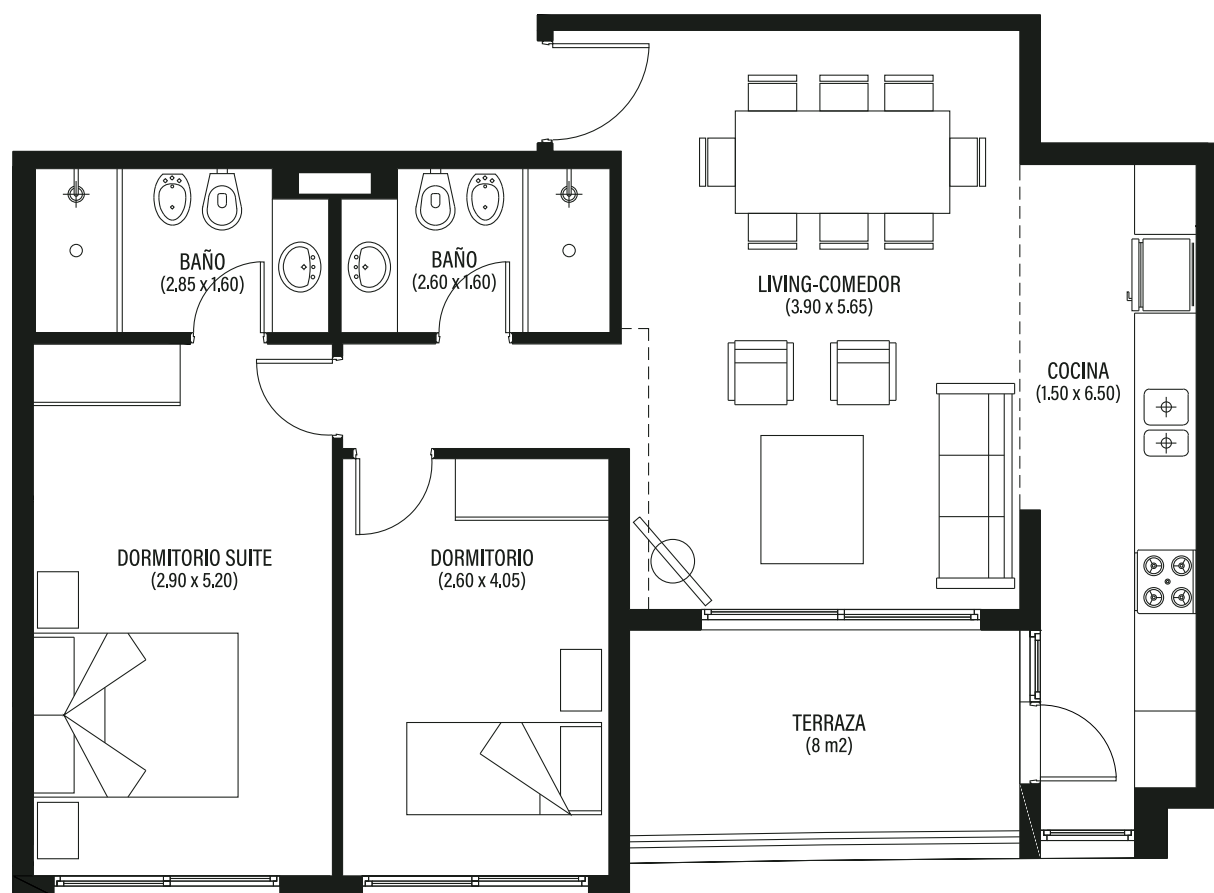 BAÑO
(2.85 x 1.60)
BAÑO
(2.60 x 1.60)
LIVING-COMEDOR
(3.90 x 5.65)
COCINA
(1.50 x 6.50)
DORMITORIO SUITE
(2.90 x 5.20)
DORMITORIO
(2.60 x 4.05)
TERRAZA
(8 m2)